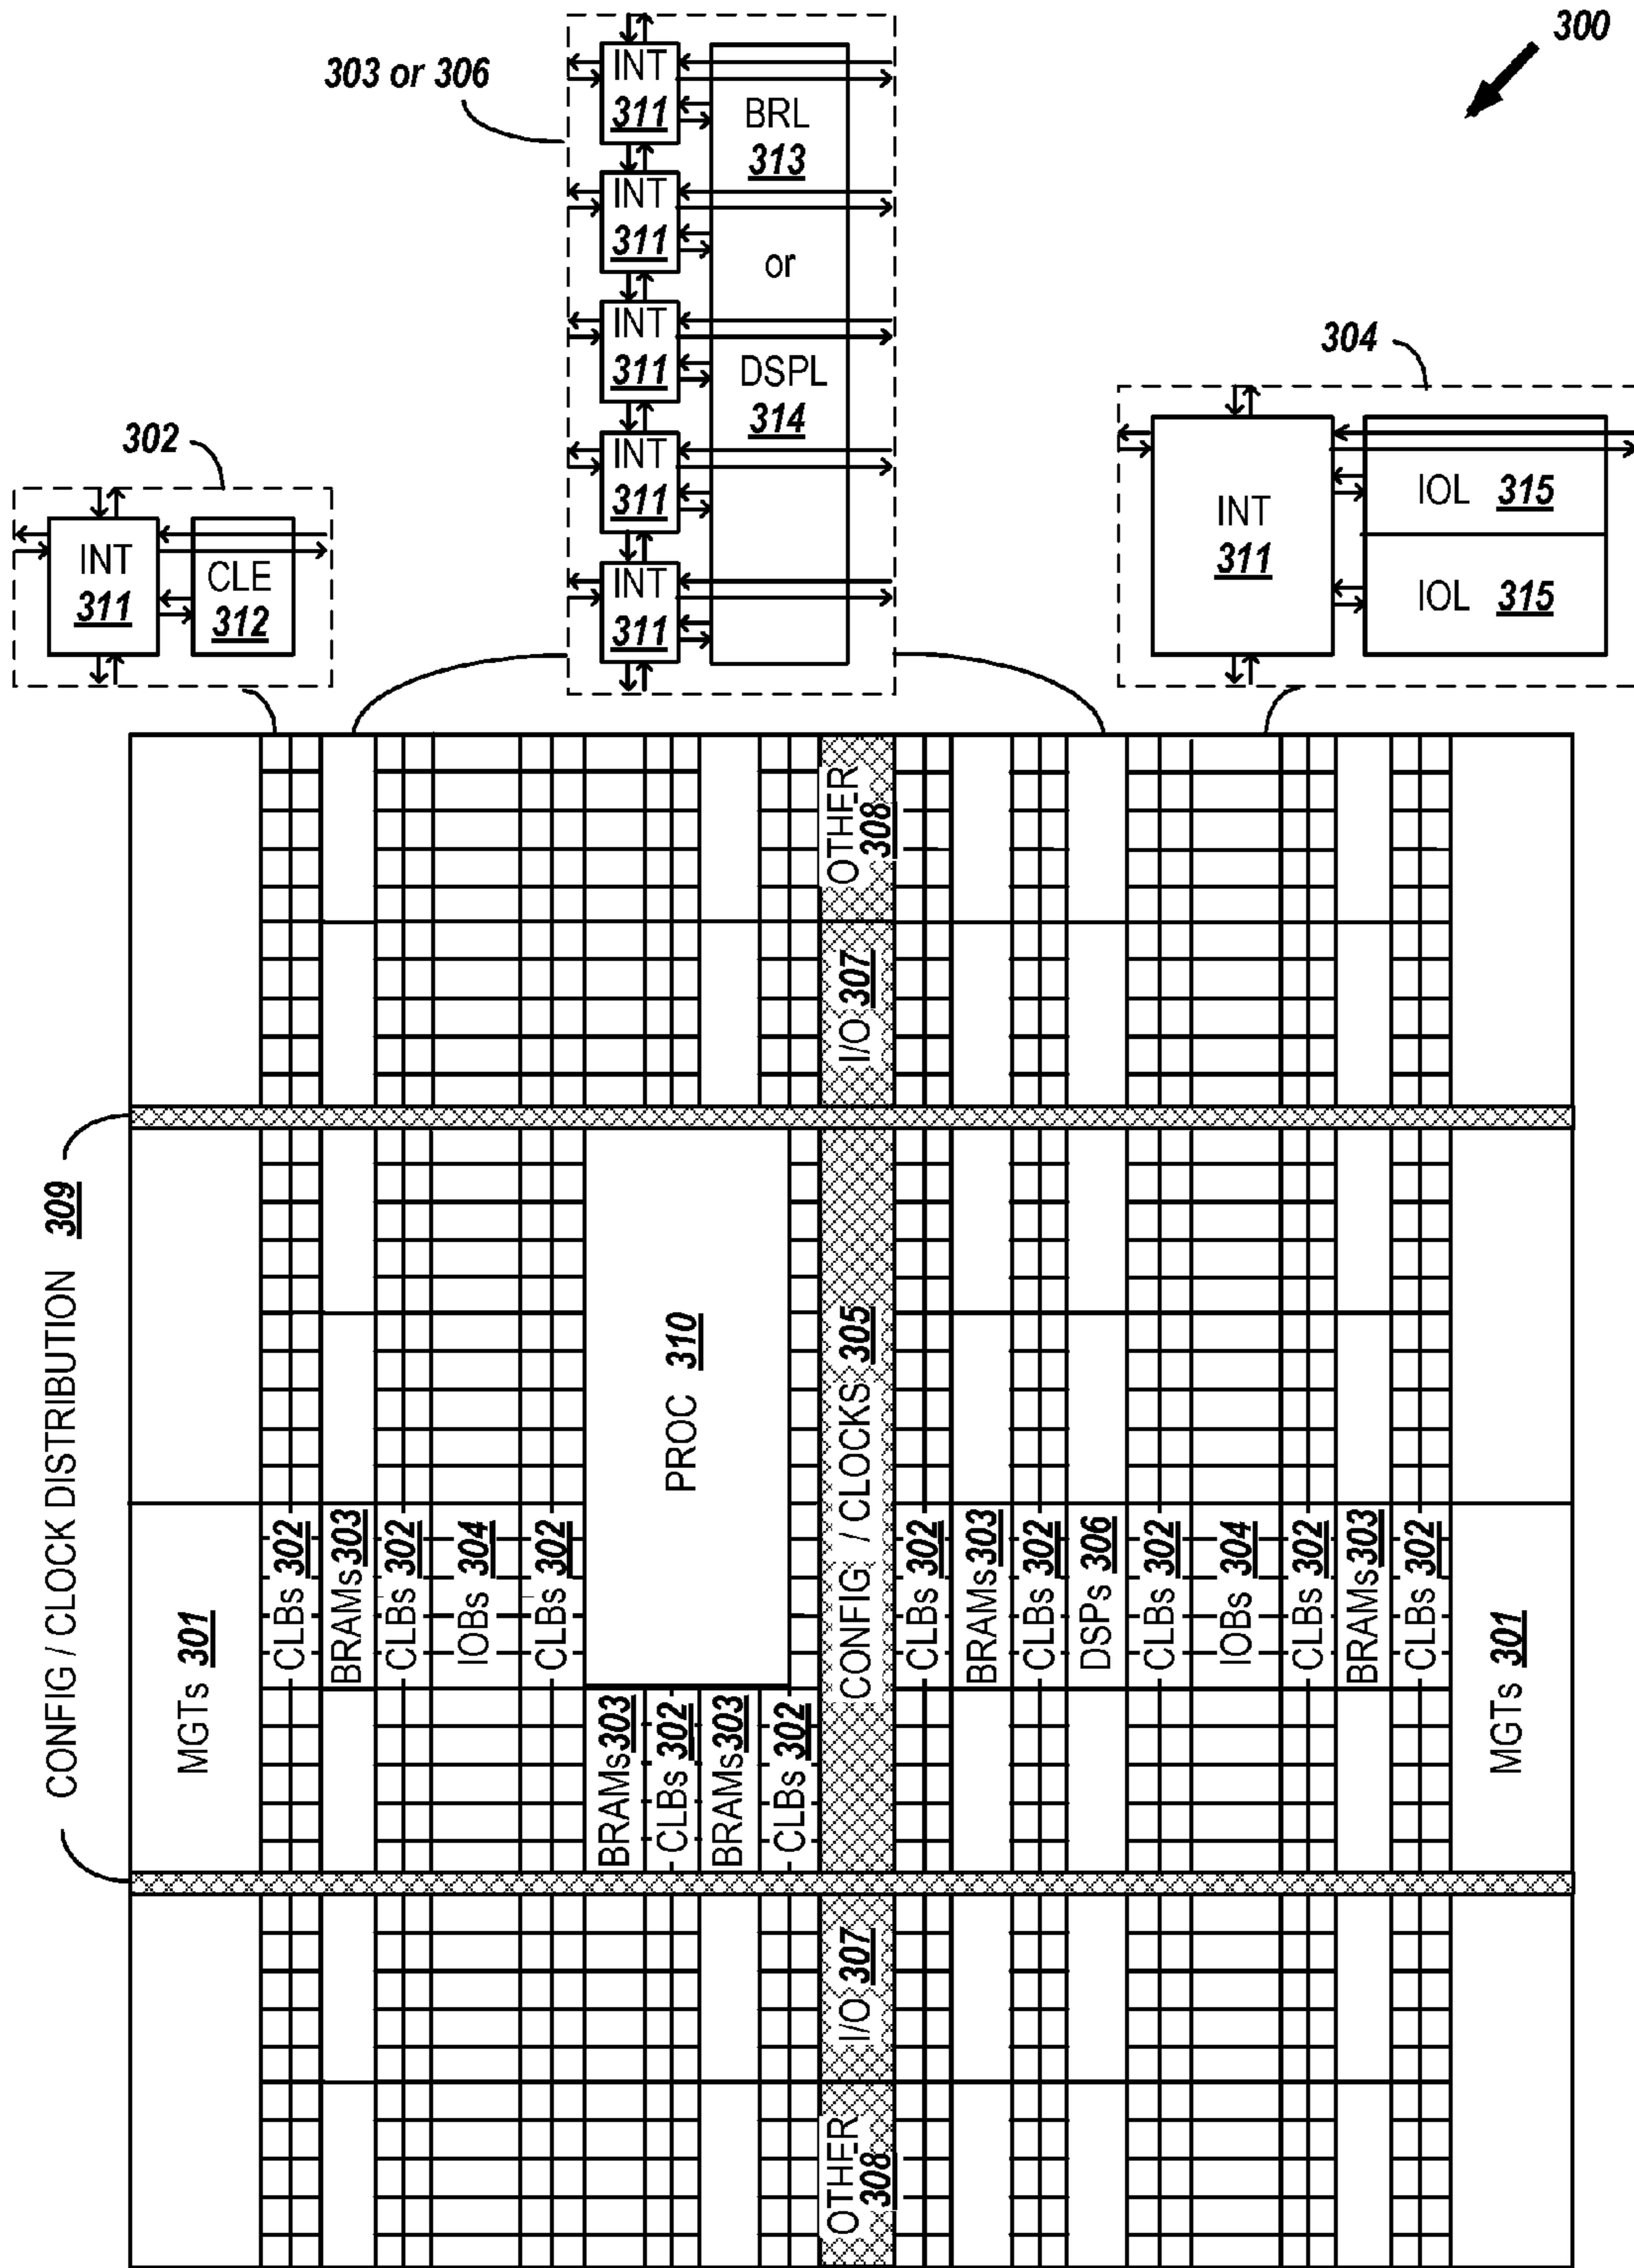 300
303 or 306
INT
311
INT
311
INT
311
INT
311
INT
311
BRL
313
or
DSPL
314
302
INT
311
CLE
312
304
INT
311
IOL 315
IOL 315
CONFIG / CLOCK DISTRIBUTION 309
OTHER
308
I/O 307
PROC 310
CONFIG / CLOCKS 305
MGTs 301
CLBs 302
BRAMs 303
CLBs 302
IOBs 304
CLBs 302
BRAMs 303
CLBs 302
BRAMs 303
CLBs 302
CLBs 302
BRAMs 303
CLBs 302
DSPs 306
CLBs 302
IOBs 304
CLBs 302
BRAMs 303
CLBs 302
MGTs 301
I/O 307
OTHER
308